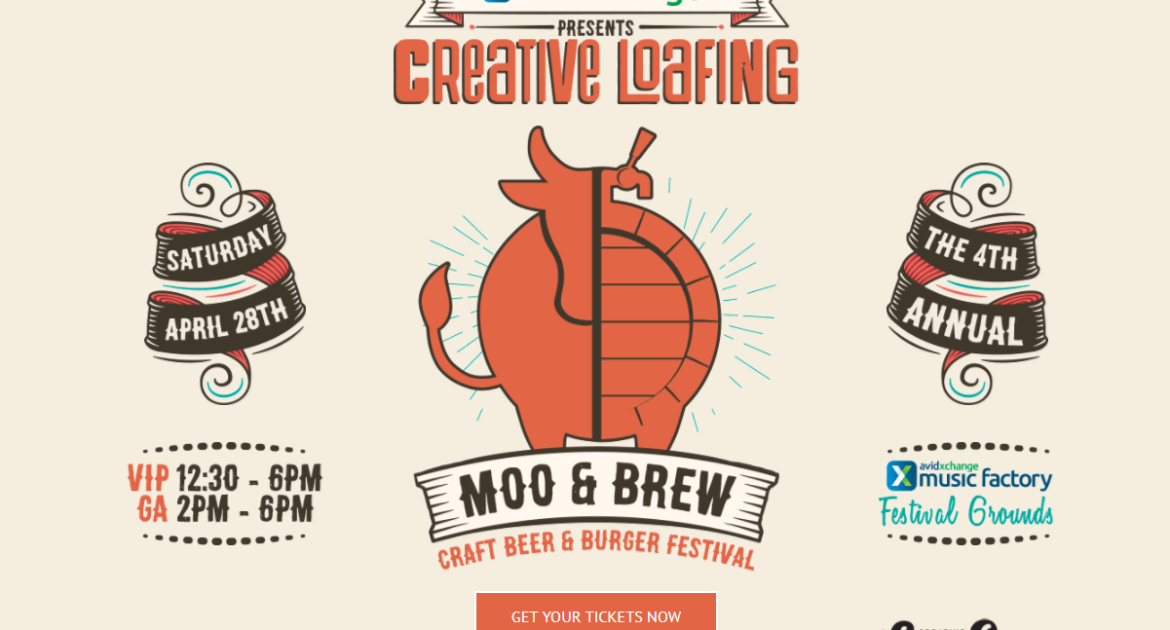 PRESENTS
CREATIVE LOAFING
SATURDAY
APRIL 28TH
THE 4TH
ANNUAL
VIP 12:30 - 6PM
GA 2PM - 6PM
MOO & BREW
CRAFT BEER & BURGER FESTIVAL
avidxchange
music factory
Festival Grounds
GET YOUR TICKETS NOW